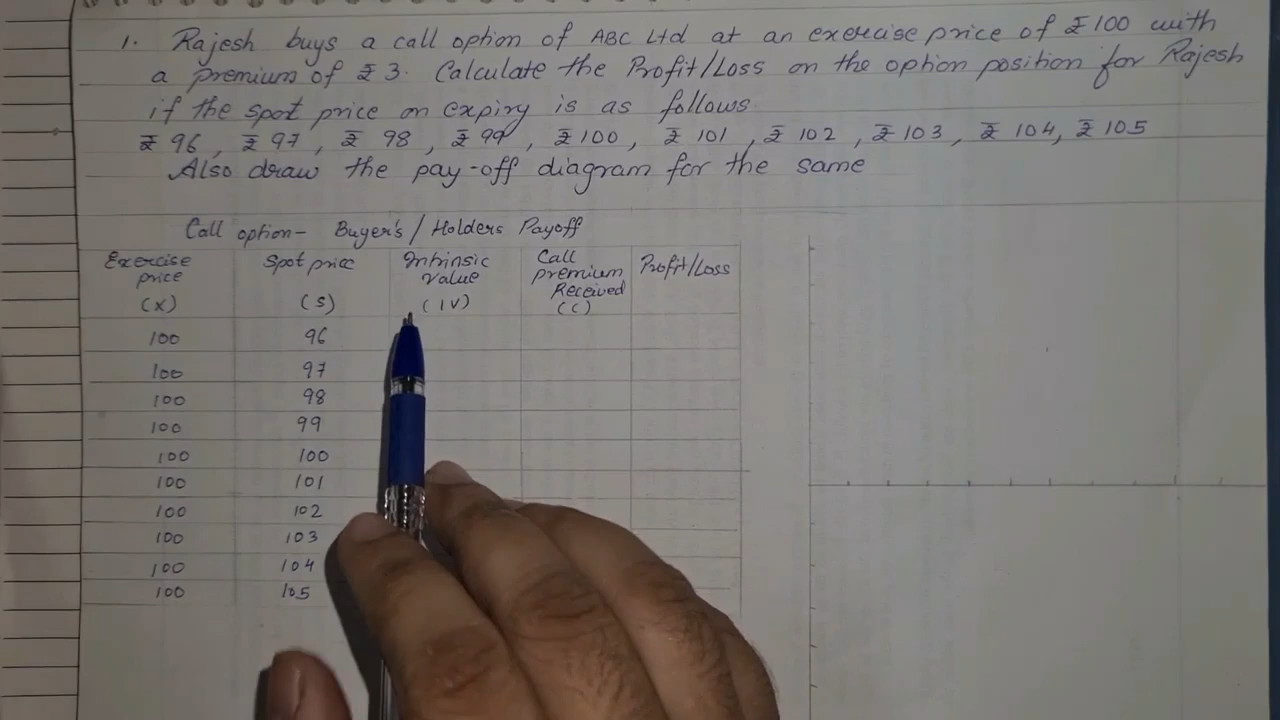 1. Rajesh buys a call option of ABC Ltd at an exercise price of ₹ 100 with
a premium of ₹ 3. Calculate the Profit/Loss on the option position for Rajesh
if the spot price on expiry is as follows
₹ 96, ₹ 97, ₹ 98, ₹ 99, ₹ 100, ₹ 101, ₹ 102, ₹ 103, ₹ 104, ₹ 105
Also draw the pay-off diagram for the same
Call option- Buyer's / Holders Payoff
Exercise price (X) Spot price (S) Intrinsic Value (IV) Call premium Received (C) Profit/Loss
100 96
100 97
100 98
100 99
100 100
100 101
100 102
100 103
100 104
100 105